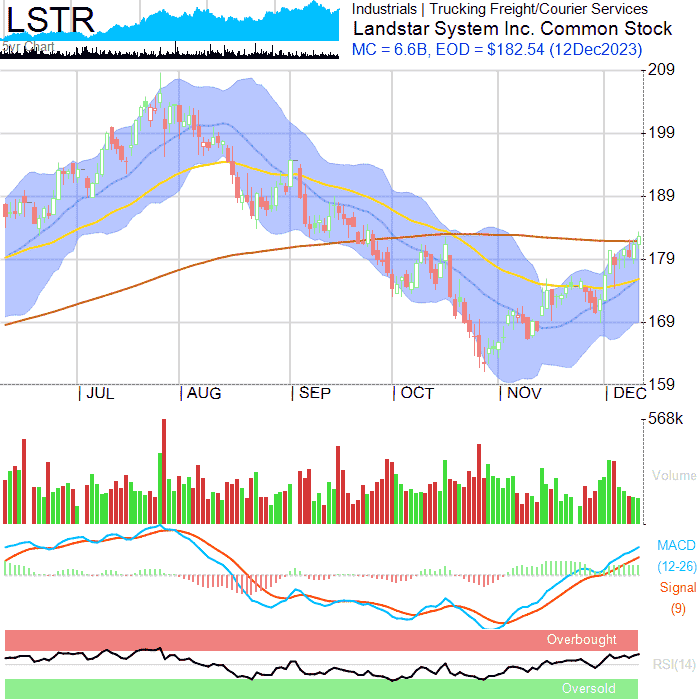 LSTR
5yr Chart
Industrials | Trucking Freight/Courier Services
Landstar System Inc. Common Stock
MC = 6.6B, EOD = $182.54 (12Dec2023)
209
199
189
179
169
159
JUL
AUG
SEP
OCT
NOV
DEC
568k
Volume
MACD
(12-26)
Signal
(9)
Overbought
RSI(14)
Oversold